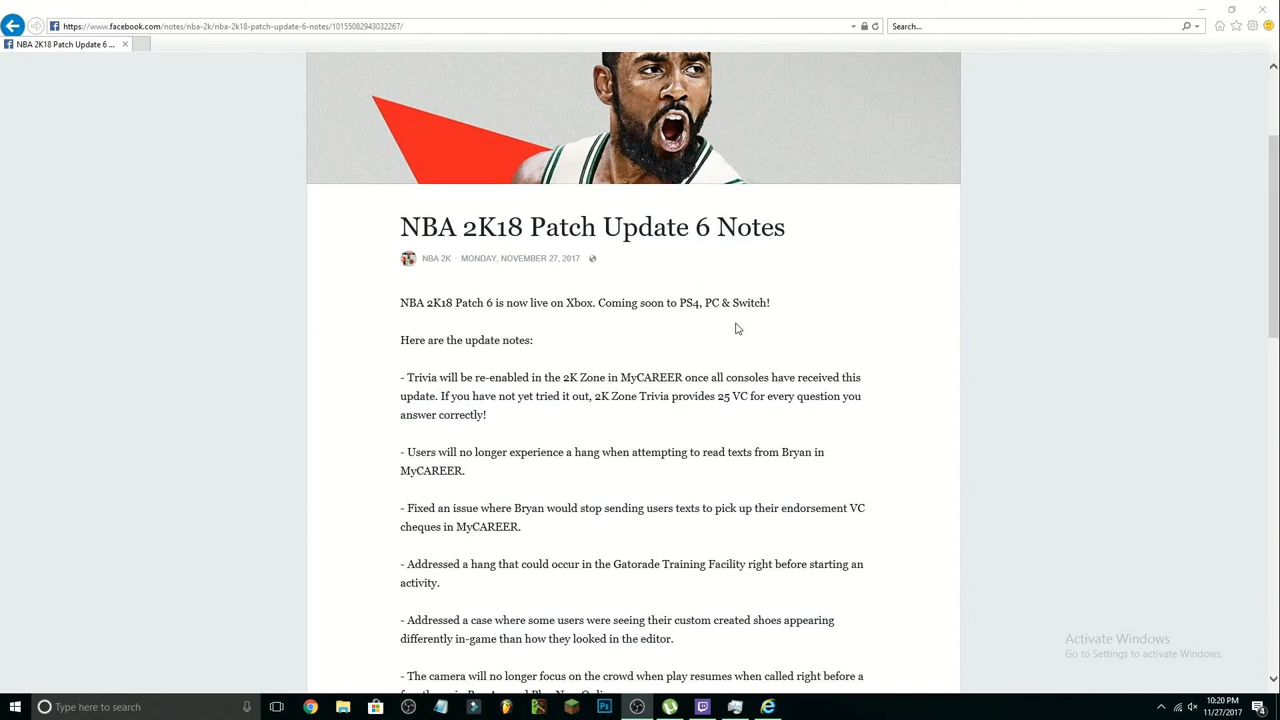 https://www.facebook.com/notes/nba-2k/nba-2k18-patch-update-6-notes/10155082943032267/
Search...
NBA 2K18 Patch Update 6 ...
NBA 2K18 Patch Update 6 Notes
NBA 2K · MONDAY, NOVEMBER 27, 2017
NBA 2K18 Patch 6 is now live on Xbox. Coming soon to PS4, PC & Switch!
Here are the update notes:
- Trivia will be re-enabled in the 2K Zone in MyCAREER once all consoles have received this
update. If you have not yet tried it out, 2K Zone Trivia provides 25 VC for every question you
answer correctly!
- Users will no longer experience a hang when attempting to read texts from Bryan in
MyCAREER.
- Fixed an issue where Bryan would stop sending users texts to pick up their endorsement VC
cheques in MyCAREER.
- Addressed a hang that could occur in the Gatorade Training Facility right before starting an
activity.
- Addressed a case where some users were seeing their custom created shoes appearing
differently in-game than how they looked in the editor.
- The camera will no longer focus on the crowd when play resumes when called right before a
Activate Windows
Go to Settings to activate Windows.
Type here to search
Ps
10:20 PM
11/27/2017